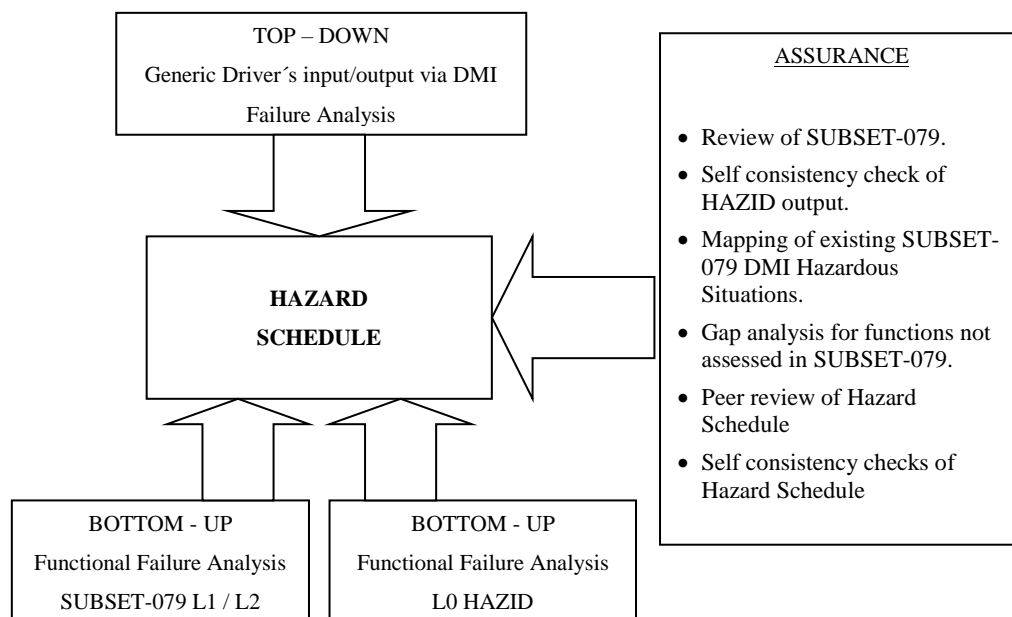 TOP – DOWN
Generic Driver´s input/output via DMI
Failure Analysis
HAZARD
SCHEDULE
BOTTOM - UP
Functional Failure Analysis
SUBSET-079 L1 / L2
BOTTOM - UP
Functional Failure Analysis
L0 HAZID
ASSURANCE
• Review of SUBSET-079.
• Self consistency check of
HAZID output.
• Mapping of existing SUBSET-
079 DMI Hazardous
Situations.
• Gap analysis for functions not
assessed in SUBSET-079.
• Peer review of Hazard
Schedule
• Self consistency checks of
Hazard Schedule